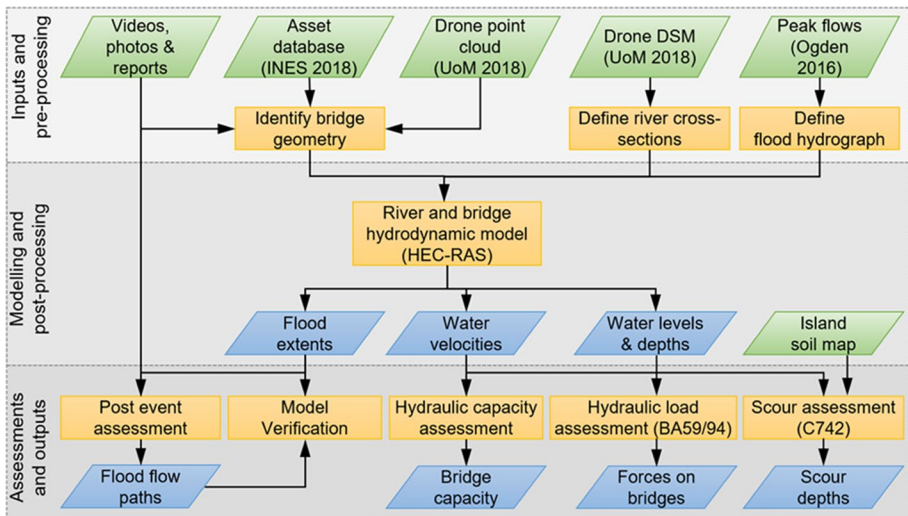 Inputs and
pre-processing
Videos,
photos &
reports
Asset
database
(INES 2018)
Drone point
cloud
(UoM 2018)
Drone DSM
(UoM 2018)
Peak flows
(Ogden
2016)
Identify bridge
geometry
Define river cross-
sections
Define
flood hydrograph
Modelling and
post-processing
River and bridge
hydrodynamic model
(HEC-RAS)
Flood
extents
Water
velocities
Water levels
& depths
Island
soil map
Assessments
and outputs
Post event
assessment
Model
Verification
Hydraulic capacity
assessment
Hydraulic load
assessment (BA59/94)
Scour assessment
(C742)
Flood flow
paths
Bridge
capacity
Forces on
bridges
Scour
depths